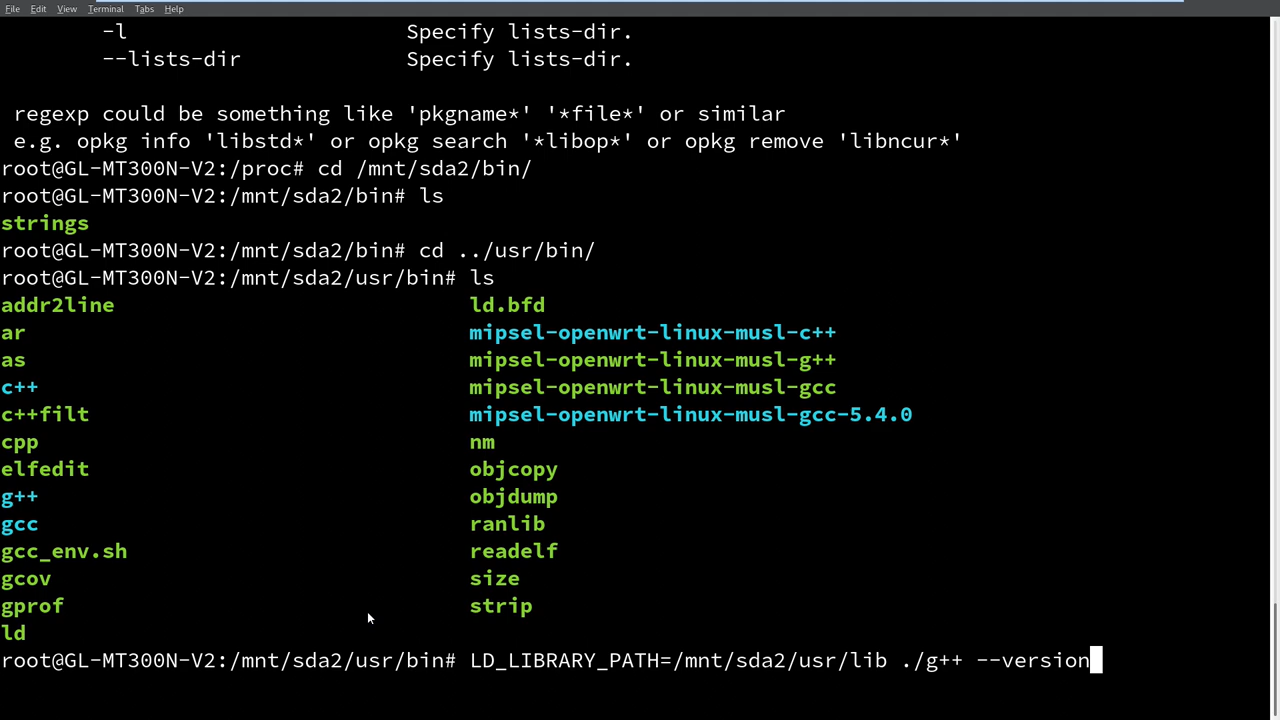 File Edit View Terminal Tabs Help
-l Specify lists-dir.
--lists-dir Specify lists-dir.
regexp could be something like 'pkgname*' '*file*' or similar
e.g. opkg info 'libstd*' or opkg search '*libop*' or opkg remove 'libncur*'
root@GL-MT300N-V2:/proc# cd /mnt/sda2/bin/
root@GL-MT300N-V2:/mnt/sda2/bin# ls
strings
root@GL-MT300N-V2:/mnt/sda2/bin# cd ../usr/bin/
root@GL-MT300N-V2:/mnt/sda2/usr/bin# ls
addr2line ld.bfd
ar mipsel-openwrt-linux-musl-c++
as mipsel-openwrt-linux-musl-g++
c++ mipsel-openwrt-linux-musl-gcc
c++filt mipsel-openwrt-linux-musl-gcc-5.4.0
cpp nm
elfedit objcopy
g++ objdump
gcc ranlib
gcc_env.sh readelf
gcov size
gprof strip
ld
root@GL-MT300N-V2:/mnt/sda2/usr/bin# LD_LIBRARY_PATH=/mnt/sda2/usr/lib ./g++ --version